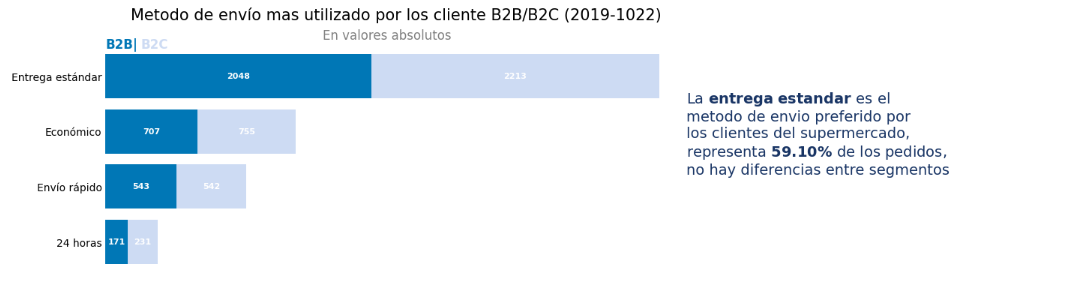 Metodo de envío mas utilizado por los cliente B2B/B2C (2019-1022)
En valores absolutos
B2B| B2C
Entrega estándar 2048 2213
Económico 707 755
Envío rápido 543 542
24 horas 171 231
La entrega estandar es el
metodo de envio preferido por
los clientes del supermercado,
representa 59.10% de los pedidos,
no hay diferencias entre segmentos